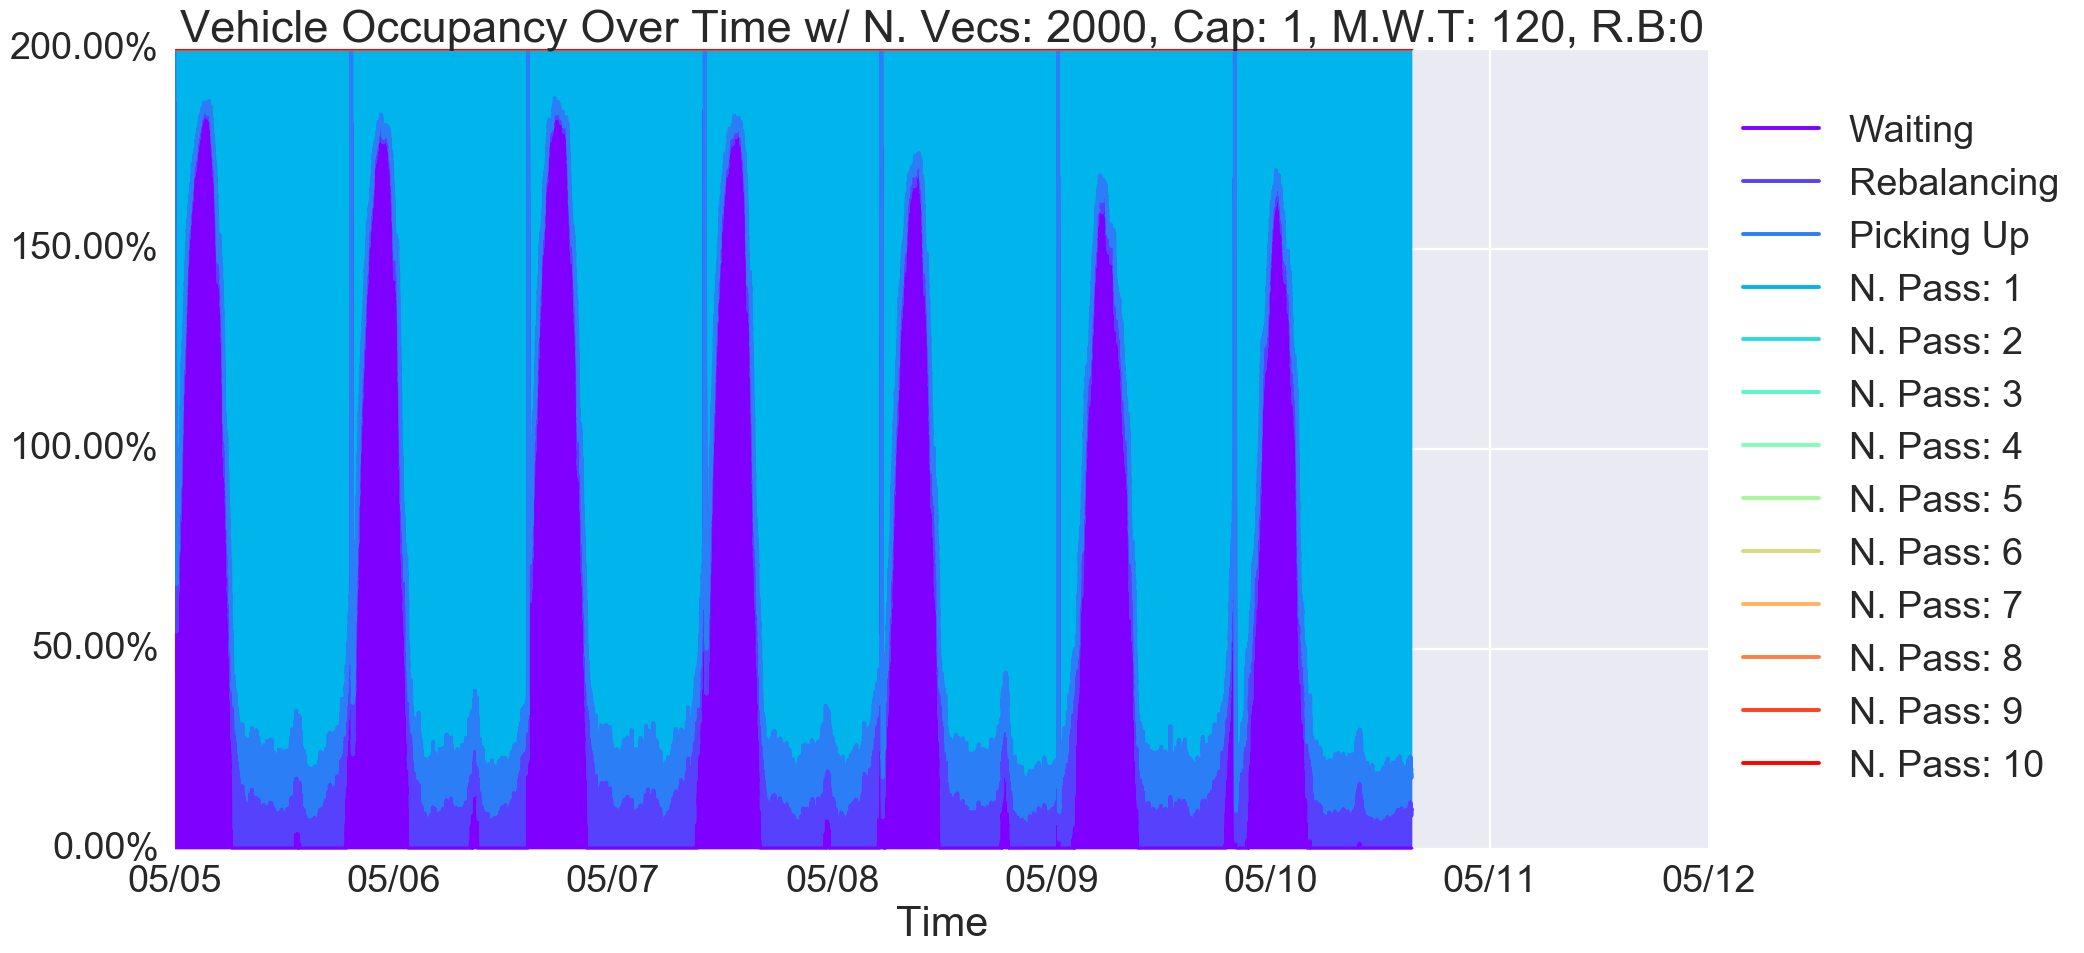 Vehicle Occupancy Over Time w/ N. Vecs: 2000, Cap: 1, M.W.T: 120, R.B:0
200.00%
150.00%
100.00%
50.00%
0.00%
05/05 05/06 05/07 05/08 05/09 05/10 05/11 05/12
Time
Waiting
Rebalancing
Picking Up
N. Pass: 1
N. Pass: 2
N. Pass: 3
N. Pass: 4
N. Pass: 5
N. Pass: 6
N. Pass: 7
N. Pass: 8
N. Pass: 9
N. Pass: 10